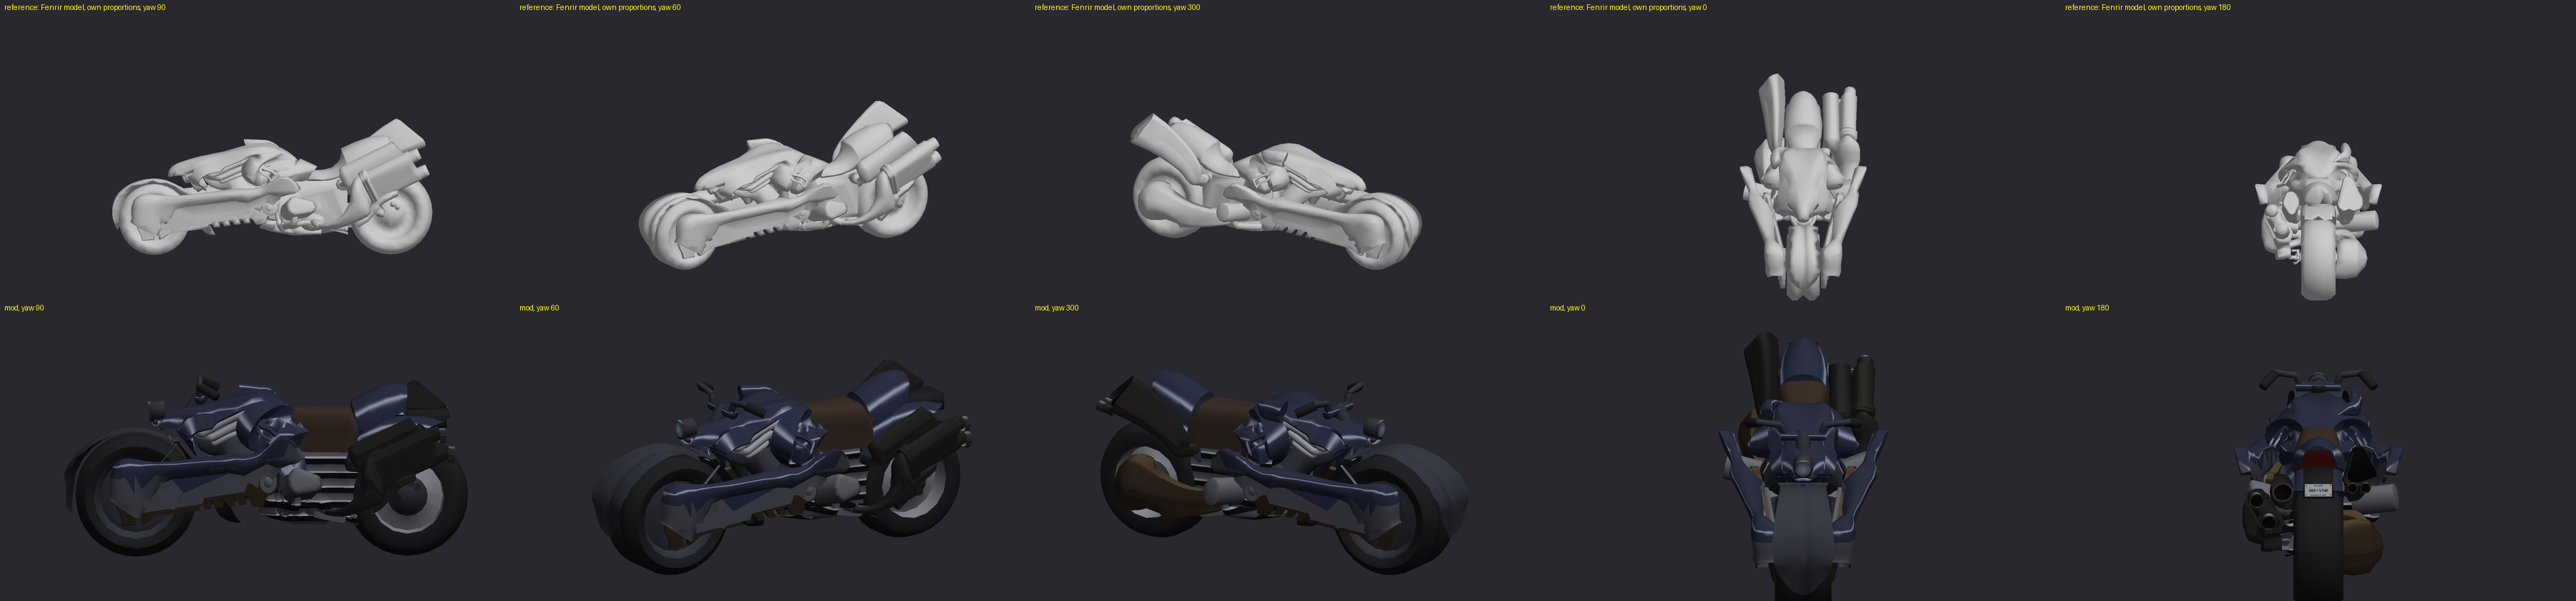 reference: Fenrir model, own proportions, yaw 90
reference: Fenrir model, own proportions, yaw 60
reference: Fenrir model, own proportions, yaw 300
reference: Fenrir model, own proportions, yaw 0
reference: Fenrir model, own proportions, yaw 180
mod, yaw 90
mod, yaw 60
mod, yaw 300
mod, yaw 0
mod, yaw 180